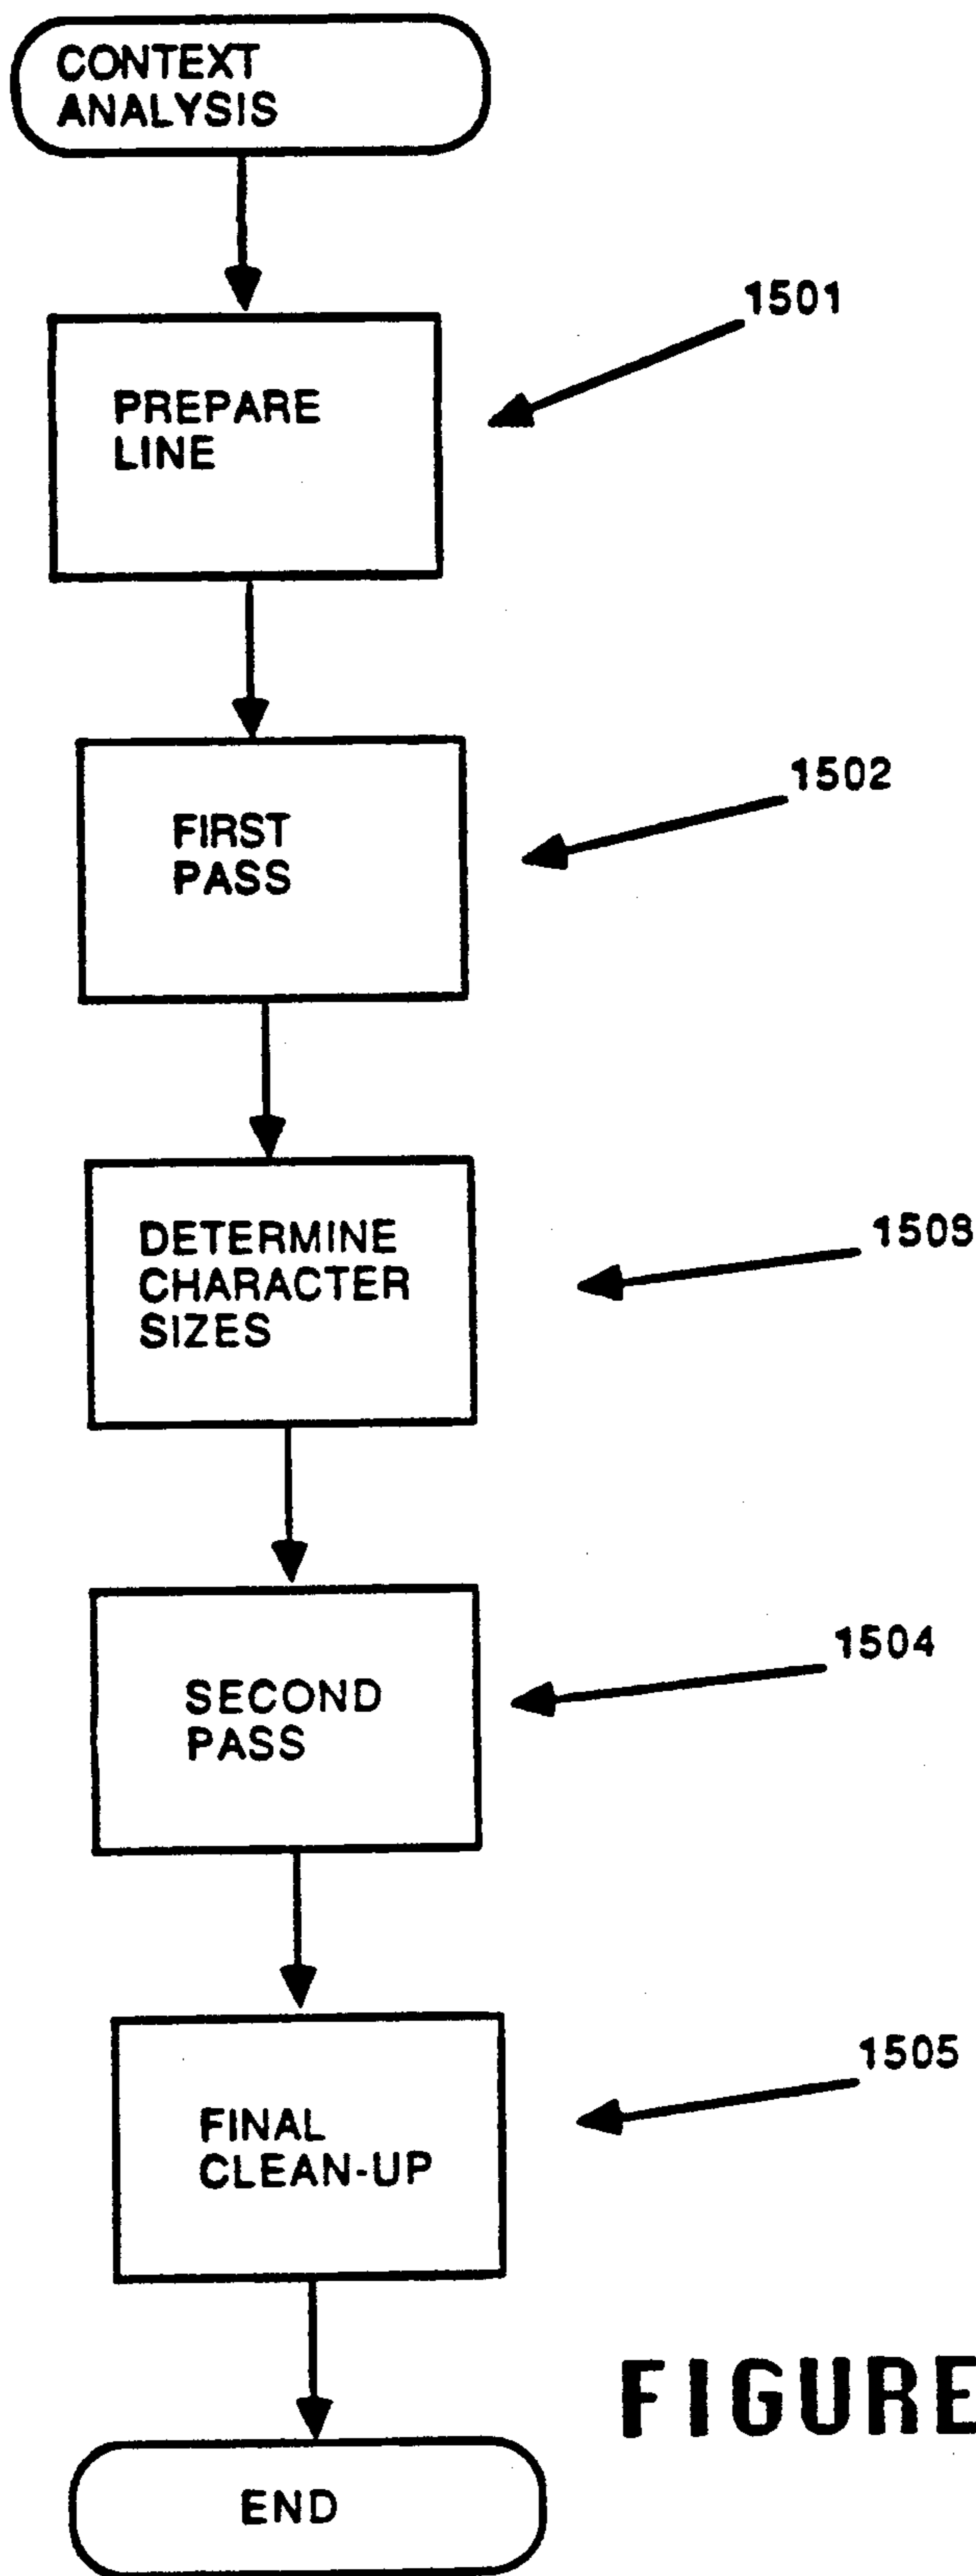 CONTEXT
ANALYSIS
1501
PREPARE
LINE
1502
FIRST
PASS
1503
DETERMINE
CHARACTER
SIZES
1504
SECOND
PASS
1505
FINAL
CLEAN-UP
FIGURE
END